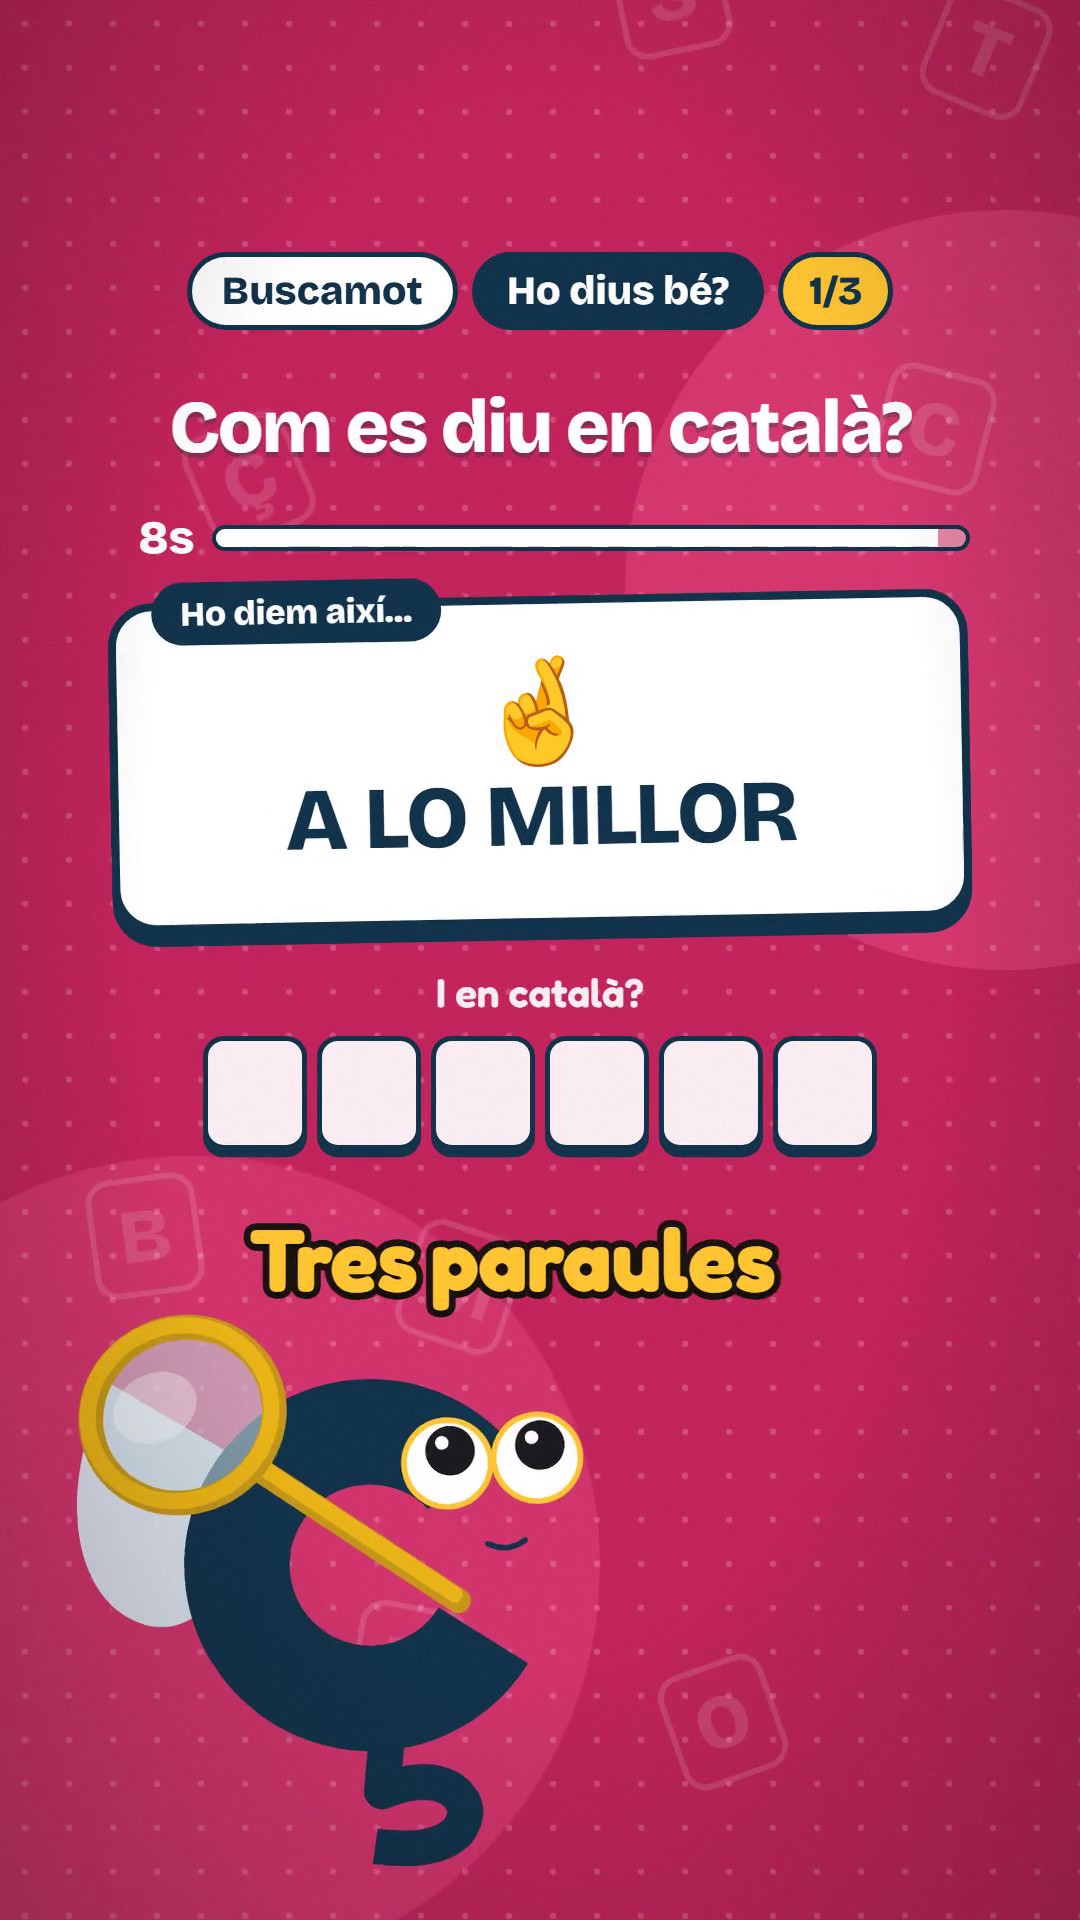 S
T
Buscamot
Ho dius bé?
1/3
Com es diu en català?
C
Ç
8s
Ho diem així...
A LO MILLOR
I en català?
B
Tres paraules
O